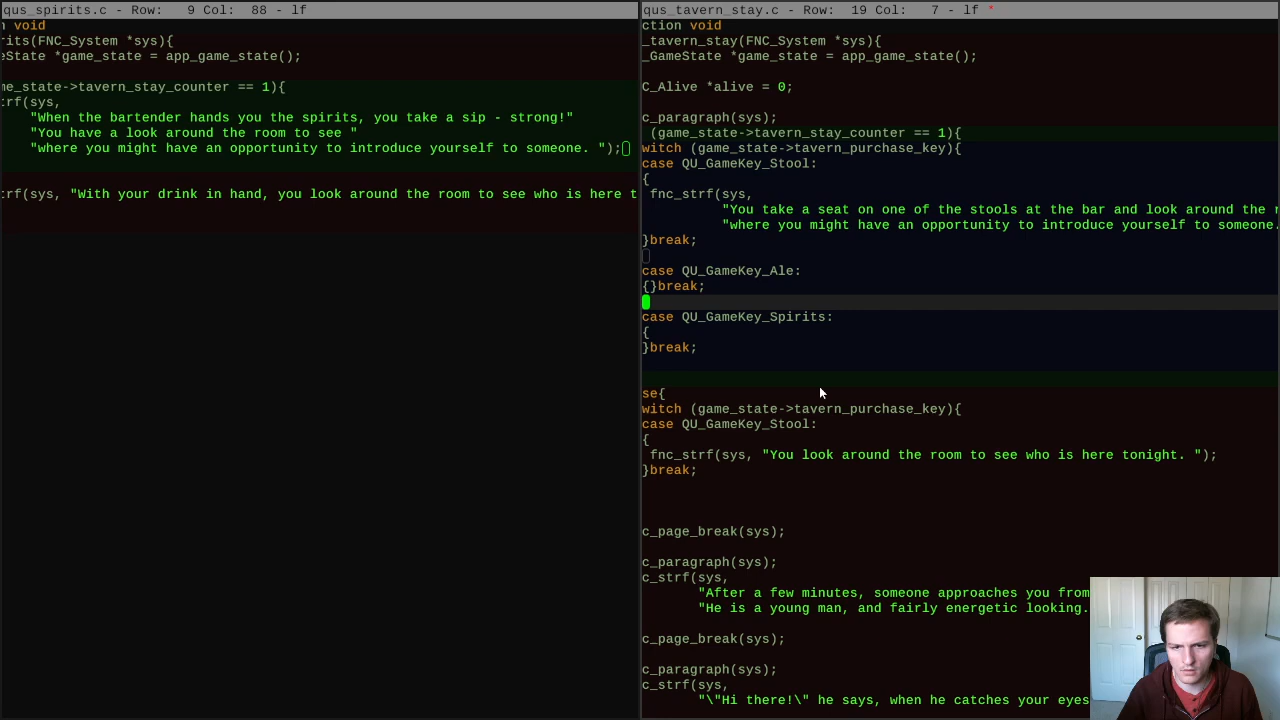 qus_spirits.c - Row:   9 Col:  88 - lf
n void
rits(FNC_System *sys){
eState *game_state = app_game_state();
me_state->tavern_stay_counter == 1){
trf(sys,
"When the bartender hands you the spirits, you take a sip - strong!"
"You have a look around the room to see "
"where you might have an opportunity to introduce yourself to someone. ");
trf(sys, "With your drink in hand, you look around the room to see who is here t
qus_tavern_stay.c - Row:  19 Col:   7 - lf *
ction void
_tavern_stay(FNC_System *sys){
_GameState *game_state = app_game_state();
C_Alive *alive = 0;
c_paragraph(sys);
(game_state->tavern_stay_counter == 1){
witch (game_state->tavern_purchase_key){
case QU_GameKey_Stool:
{
fnc_strf(sys,
"You take a seat on one of the stools at the bar and look around the r
"where you might have an opportunity to introduce yourself to someone.
}break;
case QU_GameKey_Ale:
{}break;
case QU_GameKey_Spirits:
{
}break;
se{
witch (game_state->tavern_purchase_key){
case QU_GameKey_Stool:
{
fnc_strf(sys, "You look around the room to see who is here tonight. ");
}break;
c_page_break(sys);
c_paragraph(sys);
c_strf(sys,
"After a few minutes, someone approaches you from
"He is a young man, and fairly energetic looking.
c_page_break(sys);
c_paragraph(sys);
c_strf(sys,
"\"Hi there!\" he says, when he catches your eyes